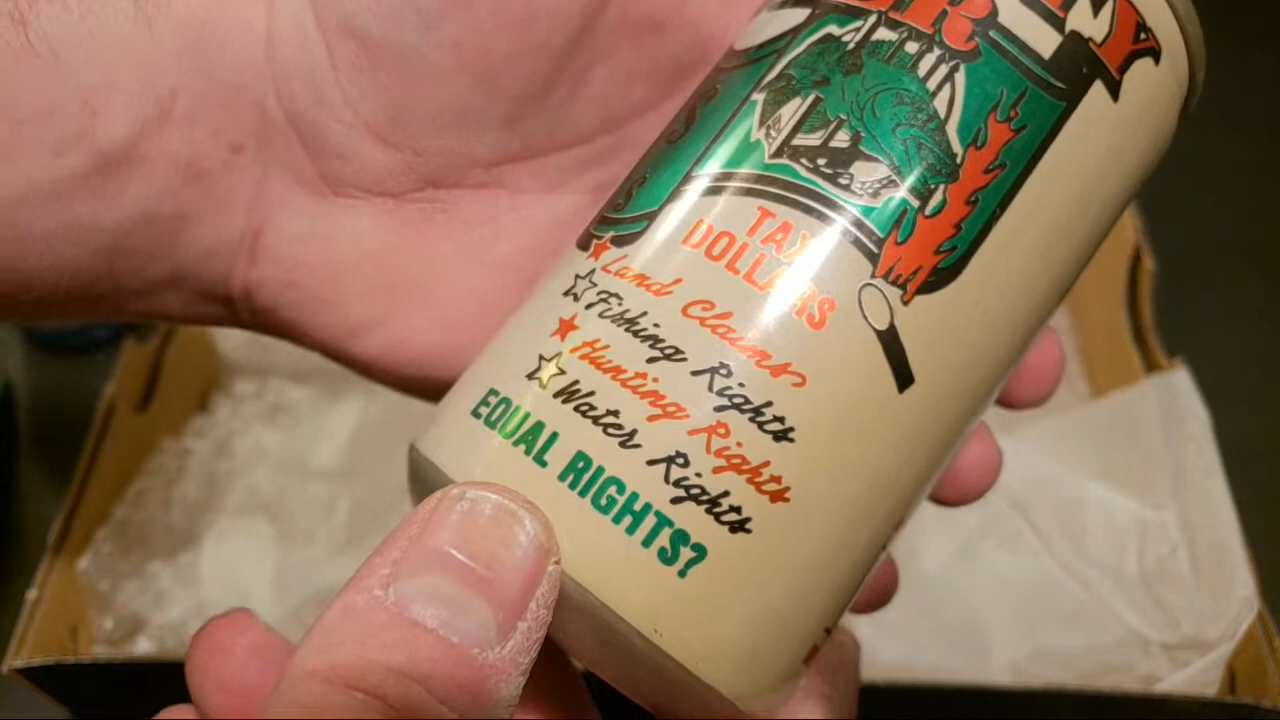 TAX
DOLLARS
Land Claims
Fishing Rights
Hunting Rights
Water Rights
EQUAL RIGHTS?